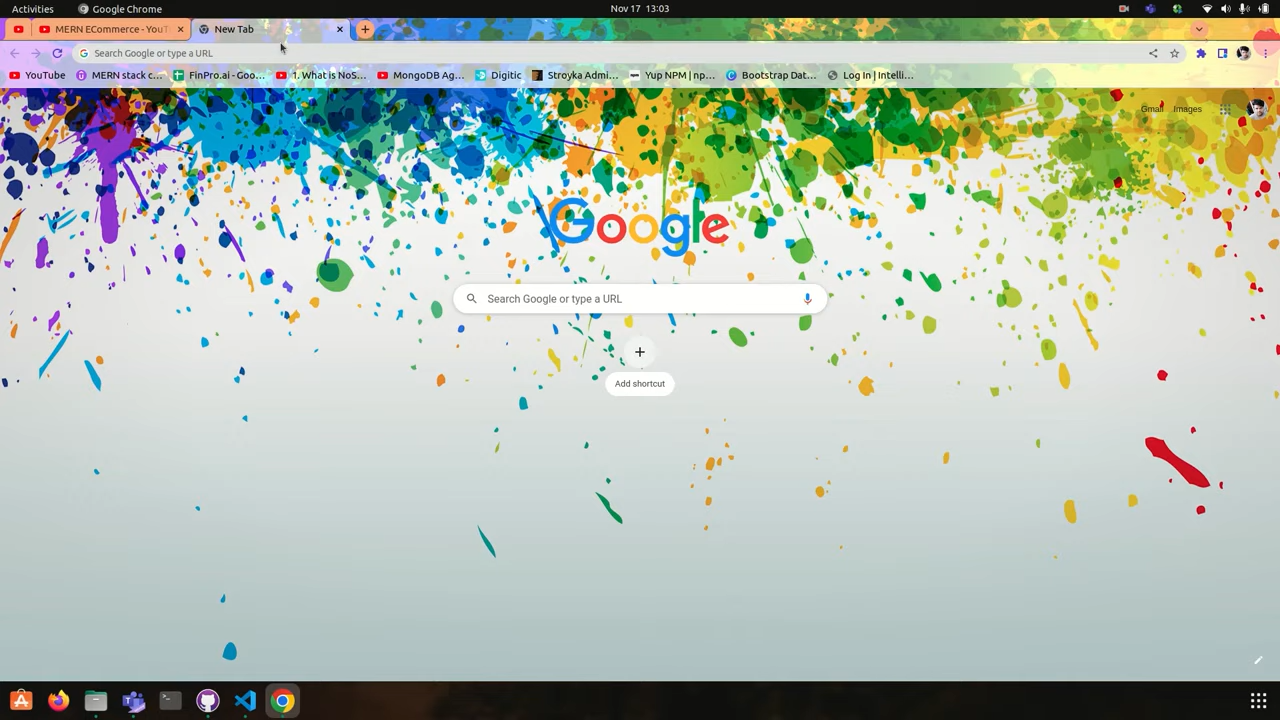 Activities Google Chrome Nov 17 13:03
MERN ECommerce - YouT New Tab
Search Google or type a URL
YouTube MERN stack c... FinPro.ai - Goo... 1. What is NoS... MongoDB Ag... Digitic Stroyka Admi... Yup NPM | np... Bootstrap Dat... Log In | Intelli...
Gmail Images
Google
Search Google or type a URL
Add shortcut